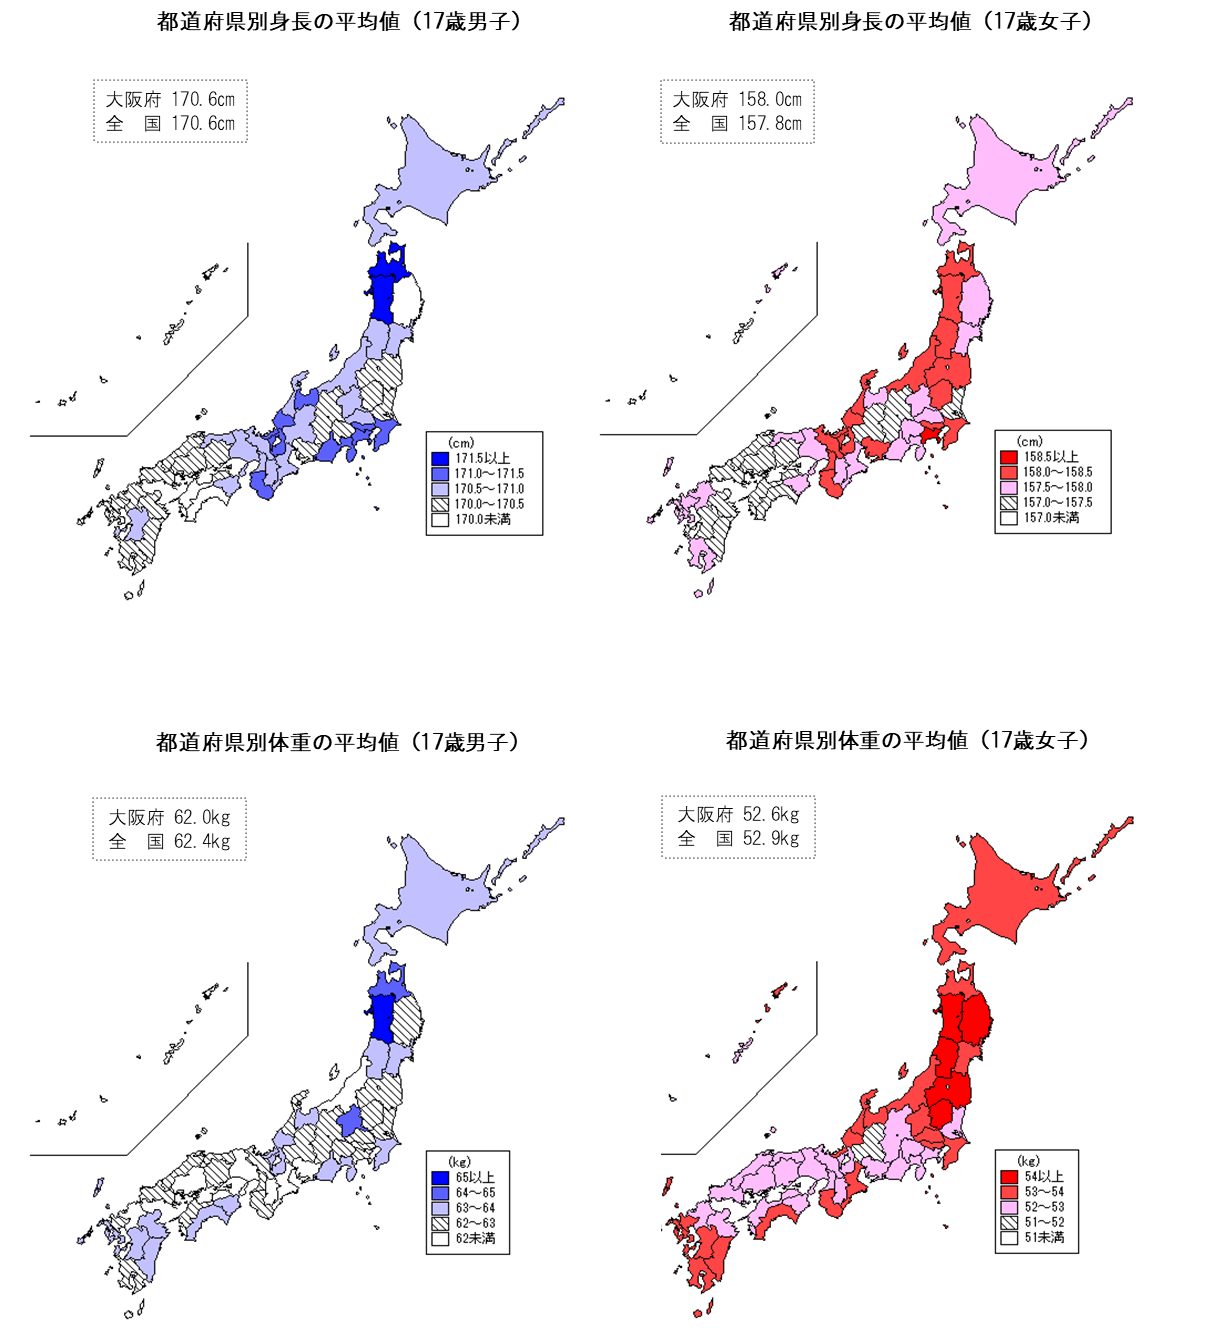 都道府県別身長の平均値（17歳男子）
大阪府 170.6cm
全　国 170.6cm
(cm)
171.5以上
171.0～171.5
170.5～171.0
170.0～170.5
170.0未満
都道府県別身長の平均値（17歳女子）
大阪府 158.0cm
全　国 157.8cm
(cm)
158.5以上
158.0～158.5
157.5～158.0
157.0～157.5
157.0未満
都道府県別体重の平均値（17歳男子）
大阪府 62.0kg
全　国 62.4kg
(kg)
65以上
64～65
63～64
62～63
62未満
都道府県別体重の平均値（17歳女子）
大阪府 52.6kg
全　国 52.9kg
(kg)
54以上
53～54
52～53
51～52
51未満